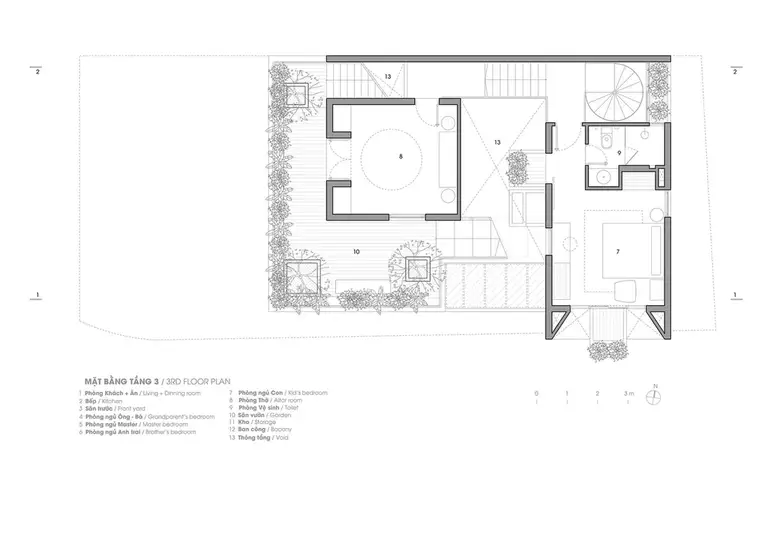 2
2
13
13
9
8
7
10
1
1
MẶT BẰNG TẦNG 3 / 3RD FLOOR PLAN
1 Phòng Khách + Ăn / Living + Dinning room
2 Bếp / Kitchen
3 Sân trước / Front yard
4 Phòng ngủ Ông - Bà / Grandparent's bedroom
5 Phòng ngủ Master / Master bedroom
6 Phòng ngủ Anh trai / Brother's bedroom
7 Phòng ngủ Con / Kid's bedroom
8 Phòng Thờ / Altar room
9 Phòng Vệ sinh / Toilet
10 Sân vườn / Garden
11 Kho / Storage
12 Ban công / Bacony
13 Thông tầng / Void
0 1 2 3 m
N